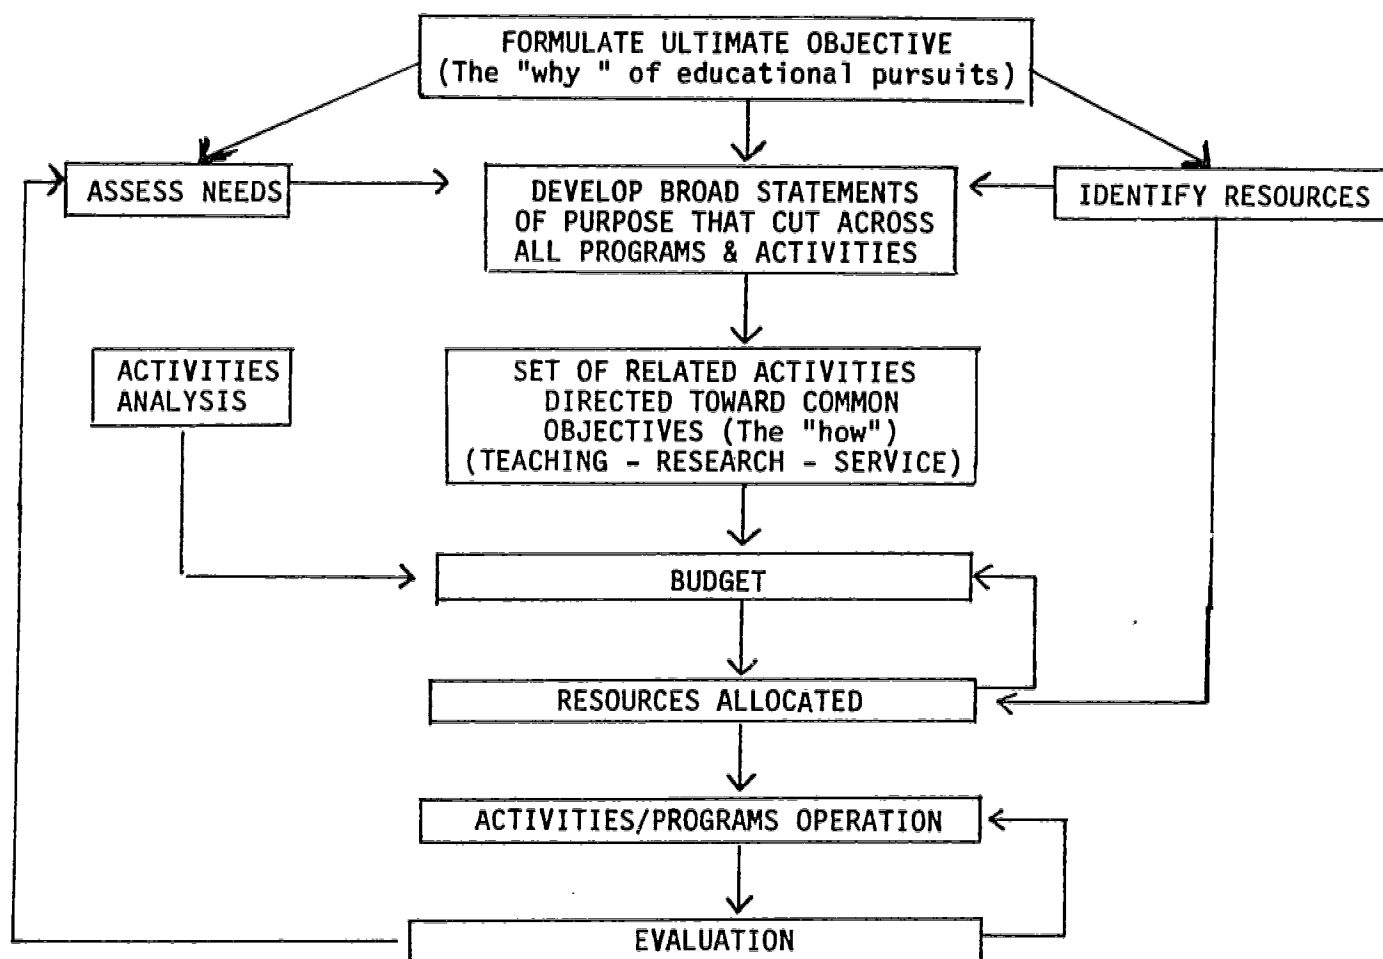 FORMULATE ULTIMATE OBJECTIVE
(The "why " of educational pursuits)
ASSESS NEEDS
DEVELOP BROAD STATEMENTS
OF PURPOSE THAT CUT ACROSS
ALL PROGRAMS & ACTIVITIES
IDENTIFY RESOURCES
ACTIVITIES
ANALYSIS
SET OF RELATED ACTIVITIES
DIRECTED TOWARD COMMON
OBJECTIVES (The "how")
(TEACHING - RESEARCH - SERVICE)
BUDGET
RESOURCES ALLOCATED
ACTIVITIES/PROGRAMS OPERATION
EVALUATION